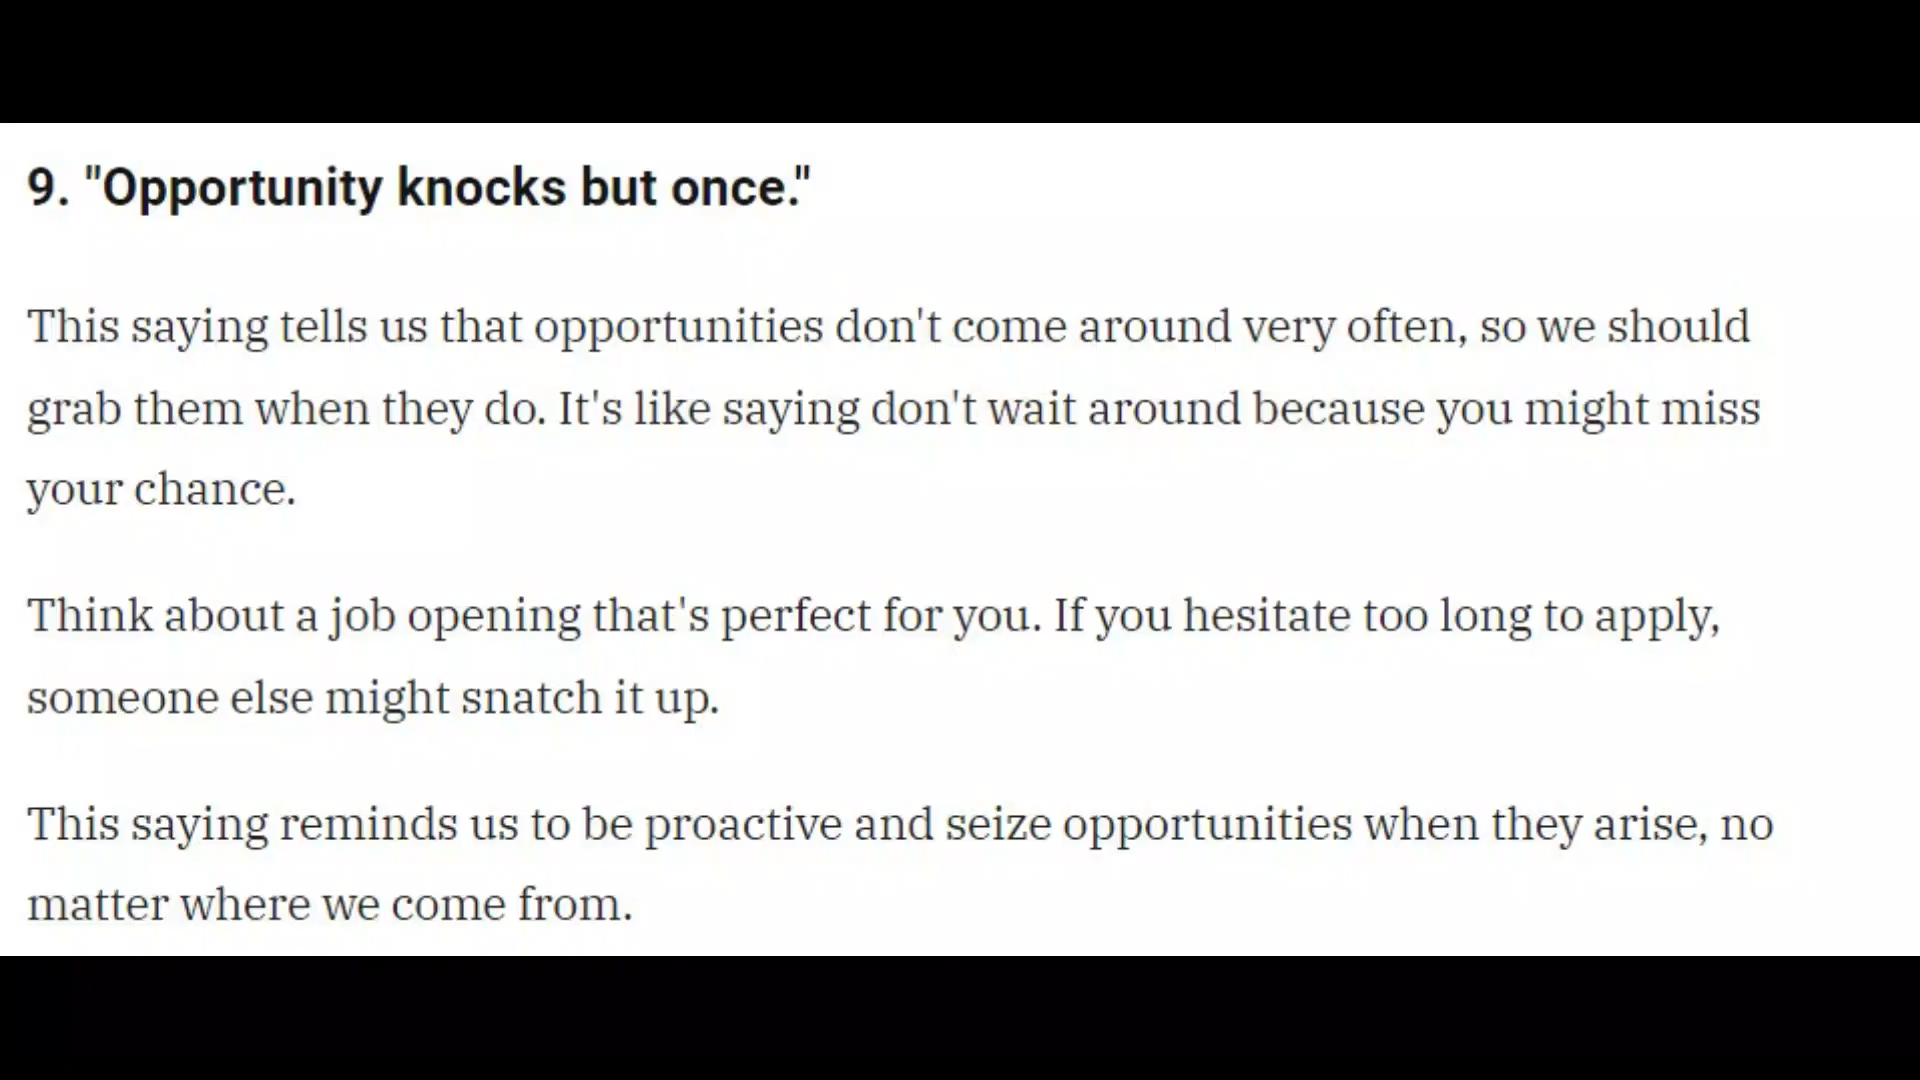 9. "Opportunity knocks but once."
This saying tells us that opportunities don't come around very often, so we should
grab them when they do. It's like saying don't wait around because you might miss
your chance.
Think about a job opening that's perfect for you. If you hesitate too long to apply,
someone else might snatch it up.
This saying reminds us to be proactive and seize opportunities when they arise, no
matter where we come from.